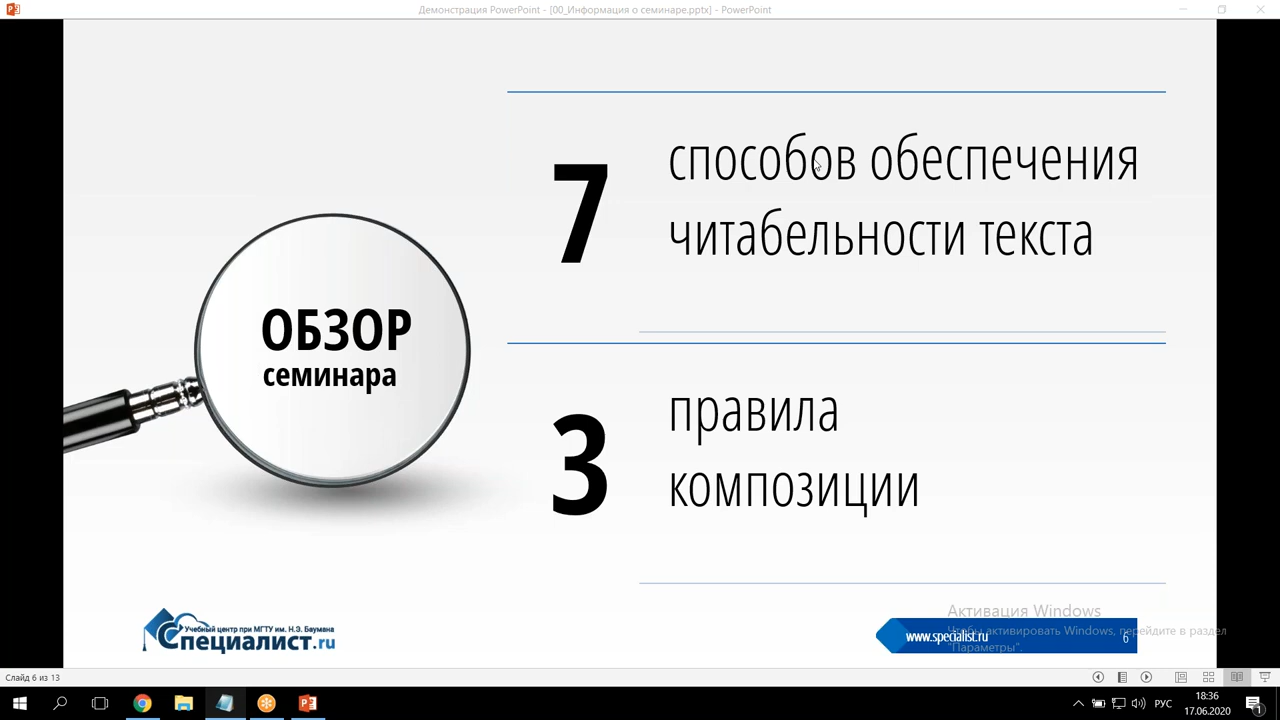 Демонстрация PowerPoint - [00_Информация о семинаре.pptx] - PowerPoint
7
способов обеспечения
читабельности текста
ОБЗОР
семинара
3
правила
композиции
Учебный центр при МГТУ им. Н.Э. Баумана
Специалист.ru
Активация Windows
Чтобы активировать Windows, перейдите в раздел
"Параметры".
www.specialist.ru
6
Слайд 6 из 13
РУС
18:36
17.06.2020
1